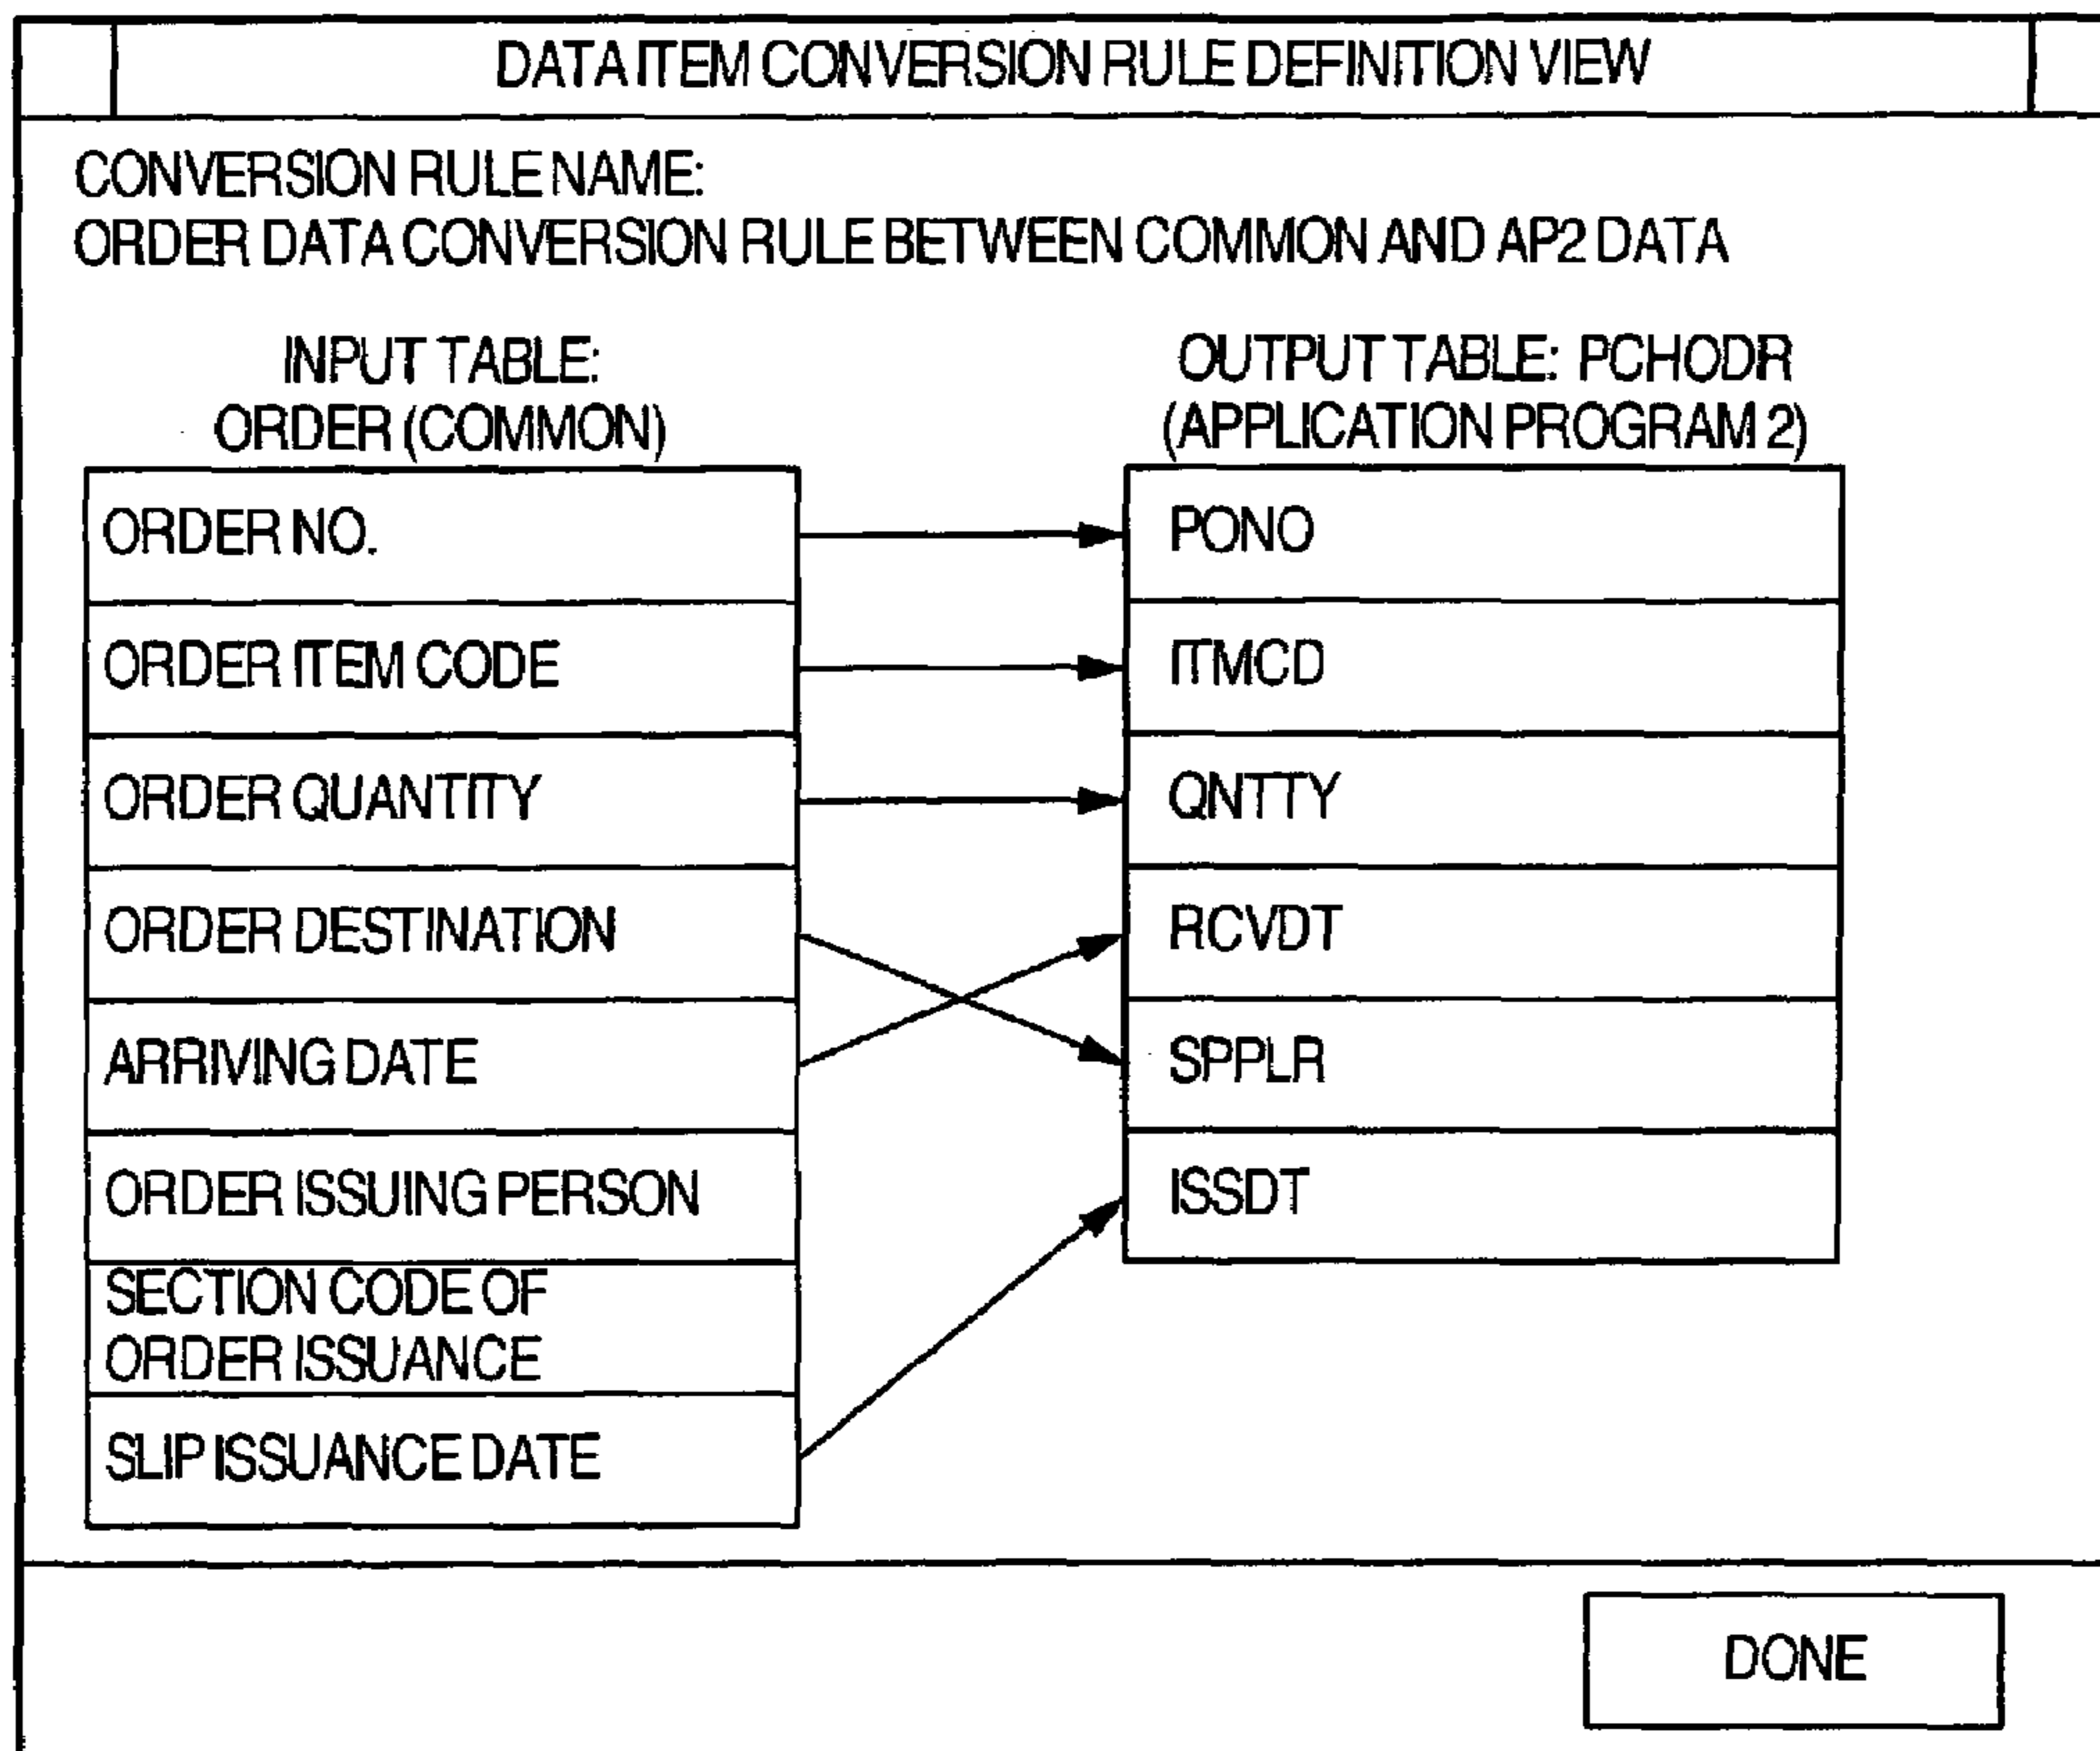 DATA ITEM CONVERSION RULE DEFINITION VIEW
CONVERSION RULE NAME:
ORDER DATA CONVERSION RULE BETWEEN COMMON AND AP2 DATA
INPUT TABLE:
ORDER (COMMON)
ORDER NO.
ORDER ITEM CODE
ORDER QUANTITY
ORDER DESTINATION
ARRIVING DATE
ORDER ISSUING PERSON
SECTION CODE OF
ORDER ISSUANCE
SLIP ISSUANCE DATE
OUTPUT TABLE: PCHODR
(APPLICATION PROGRAM 2)
PONO
ITMCD
QNTTY
RCVDT
SPPLR
ISSDT
DONE